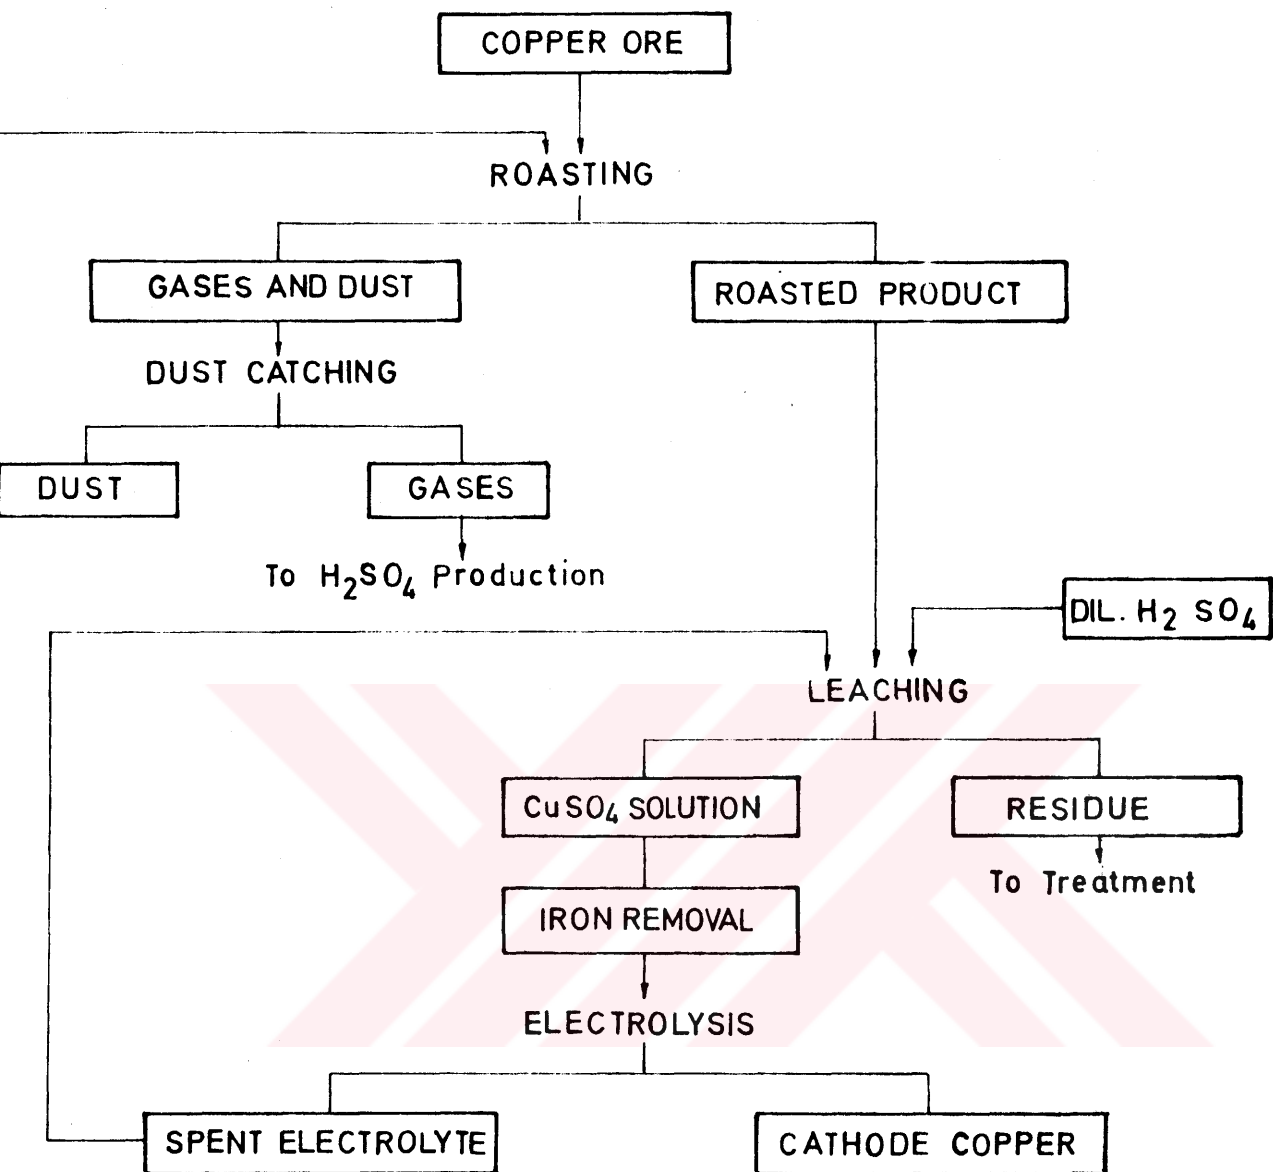 COPPER ORE
ROASTING
GASES AND DUST
ROASTED PRODUCT
DUST CATCHING
DUST
GASES
To H₂SO₄ Production
DIL. H₂ SO₄
LEACHING
CuSO₄ SOLUTION
RESIDUE
To Treatment
IRON REMOVAL
ELECTROLYSIS
SPENT ELECTROLYTE
CATHODE COPPER